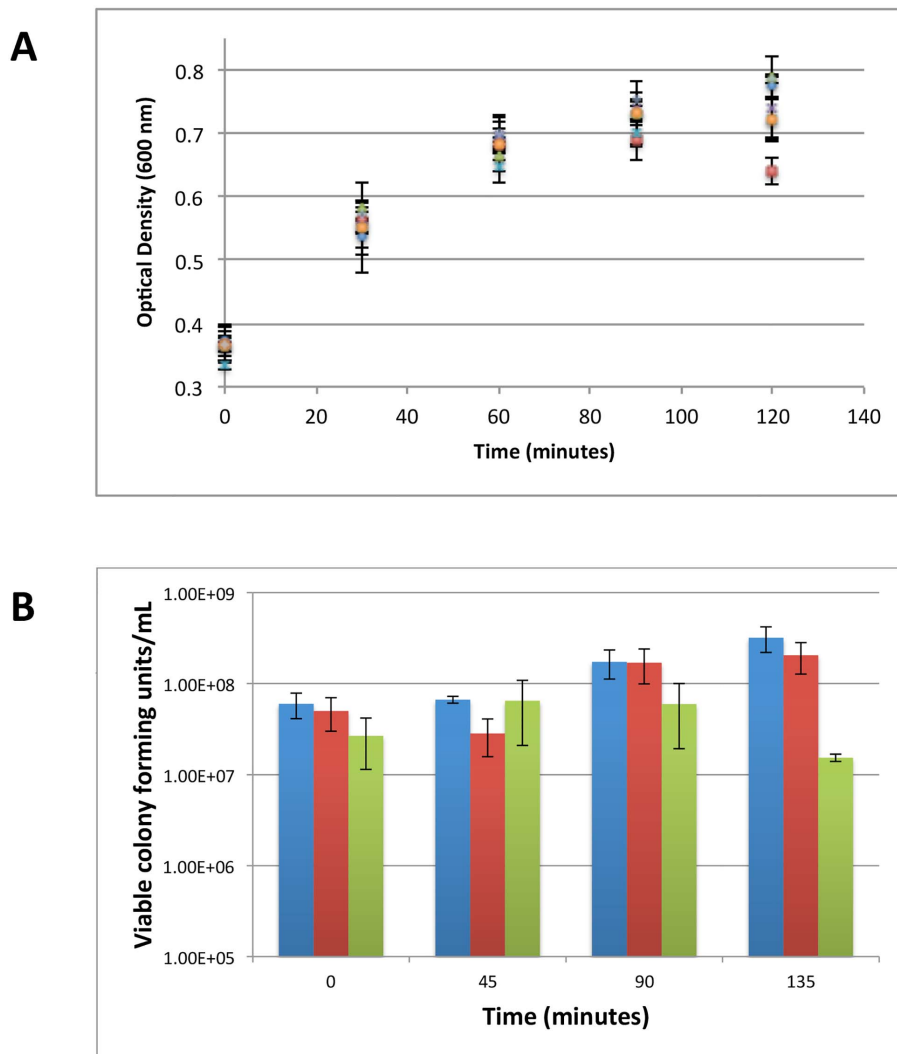 A
Optical Density (600 nm)
0.8
0.7
0.6
0.5
0.4
0.3
0 20 40 60 80 100 120 140
Time (minutes)
B
Viable colony forming units/mL
1.00E+09
1.00E+08
1.00E+07
1.00E+06
1.00E+05
0 45 90 135
Time (minutes)